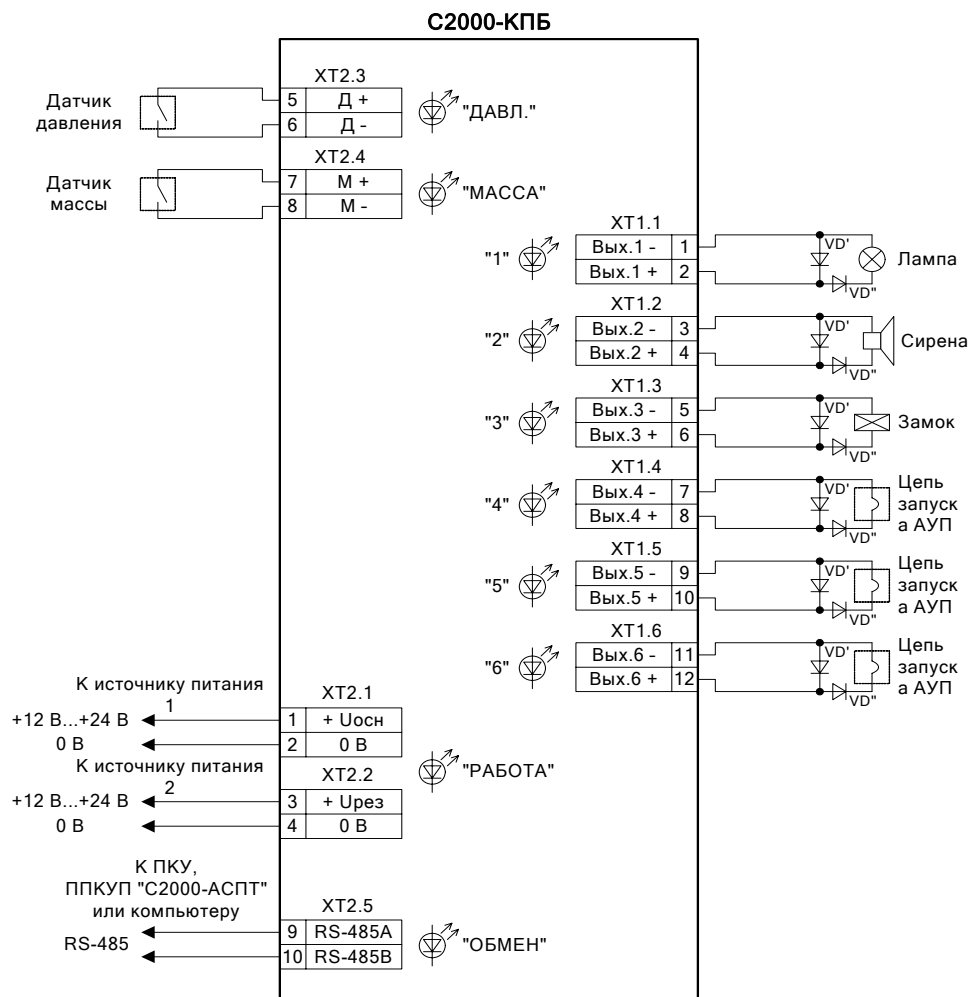 С2000-КПБ
XT2.3
Датчик
давления
5 Д +
6 Д -
"ДАВЛ."
XT2.4
Датчик
массы
7 М +
8 М -
"МАССА"
XT1.1
"1"
Вых.1 - 1
Вых.1 + 2
VD'
VD"
Лампа
XT1.2
"2"
Вых.2 - 3
Вых.2 + 4
VD'
VD"
Сирена
XT1.3
"3"
Вых.3 - 5
Вых.3 + 6
VD'
VD"
Замок
XT1.4
"4"
Вых.4 - 7
Вых.4 + 8
VD'
VD"
Цепь
запуск
а АУП
XT1.5
"5"
Вых.5 - 9
Вых.5 + 10
VD'
VD"
Цепь
запуск
а АУП
XT1.6
"6"
Вых.6 - 11
Вых.6 + 12
VD'
VD"
Цепь
запуск
а АУП
К источнику питания
1
XT2.1
+12 В...+24 В
1 + Uосн
0 В
2 0 В
"РАБОТА"
К источнику питания
2
XT2.2
+12 В...+24 В
3 + Uрез
0 В
4 0 В
К ПКУ,
ППКУП "С2000-АСПТ"
или компьютеру
XT2.5
RS-485
9 RS-485A
10 RS-485B
"ОБМЕН"